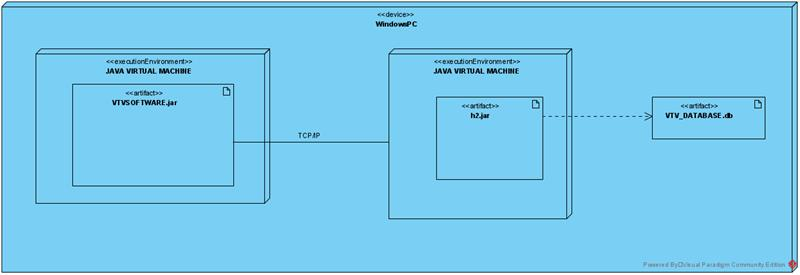 <<device>>
WindowsPC
<<executionEnvironment>>
JAVA VIRTUAL MACHINE
<<artifact>>
VTVSOFTWARE.jar
TCP/IP
<<executionEnvironment>>
JAVA VIRTUAL MACHINE
<<artifact>>
h2.jar
<<artifact>>
VTV_DATABASE.db
Powered By Visual Paradigm Community Edition